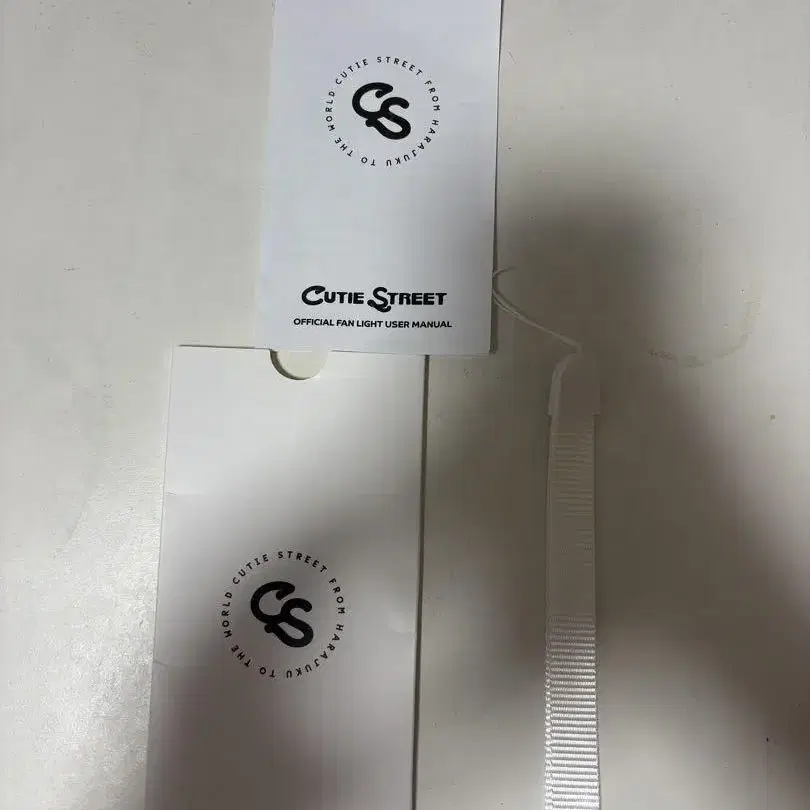 CUTIE STREET FROM HARAJUKU TO THE WORLD
CS
CUTIE STREET
OFFICIAL FAN LIGHT USER MANUAL
CUTIE STREET FROM HARAJUKU TO THE WORLD
CS